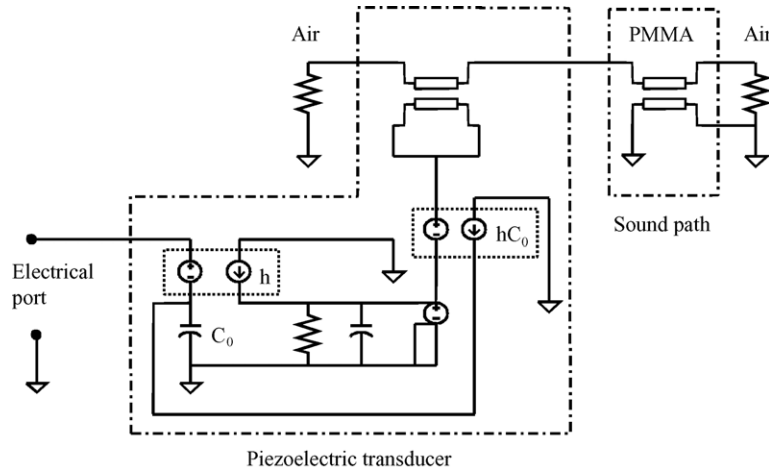 Air
PMMA
Air
hC₀
Sound path
Electrical
port
h
C₀
Piezoelectric transducer